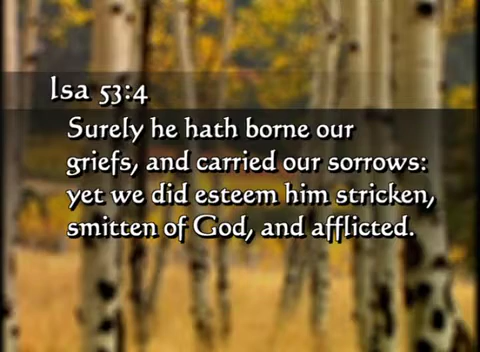 Isa 53:4
Surely he hath borne our
griefs, and carried our sorrows:
yet we did esteem him stricken,
smitten of God, and afflicted.